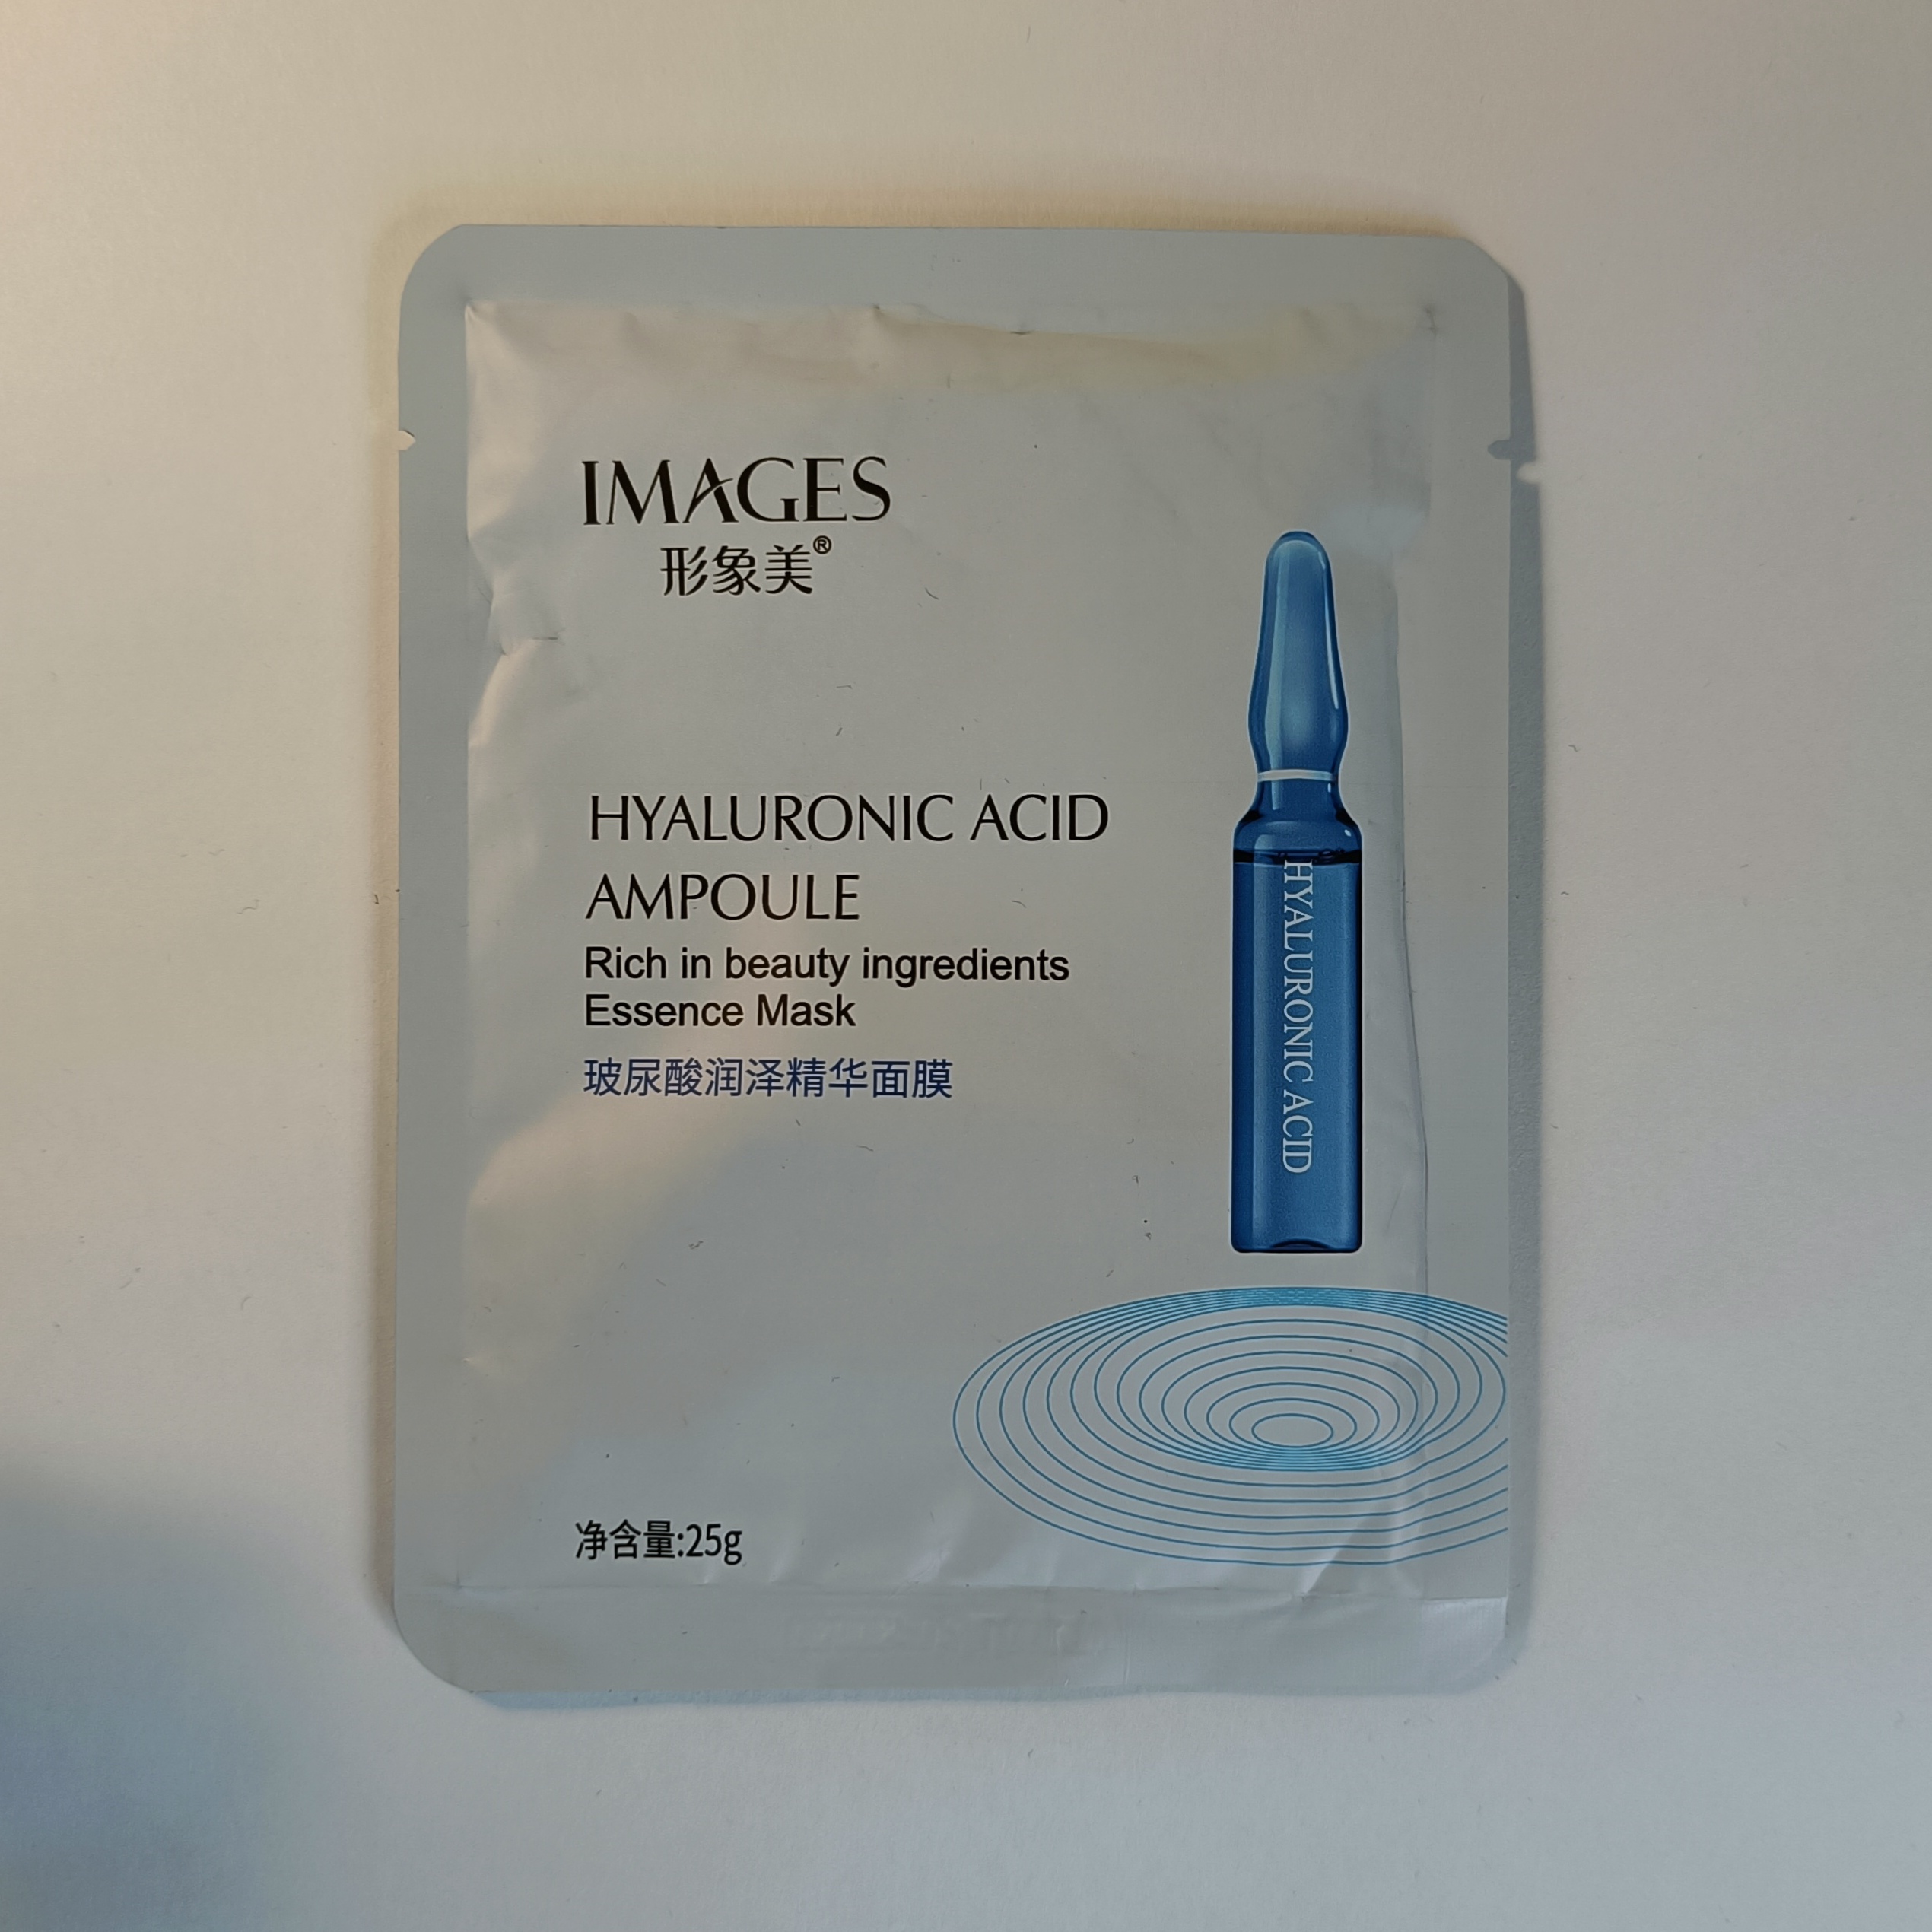 IMAGES
形象美®
HYALURONIC ACID
AMPOULE
Rich in beauty ingredients
Essence Mask
玻尿酸润泽精华面膜
HYALURONIC ACID
净含量:25g